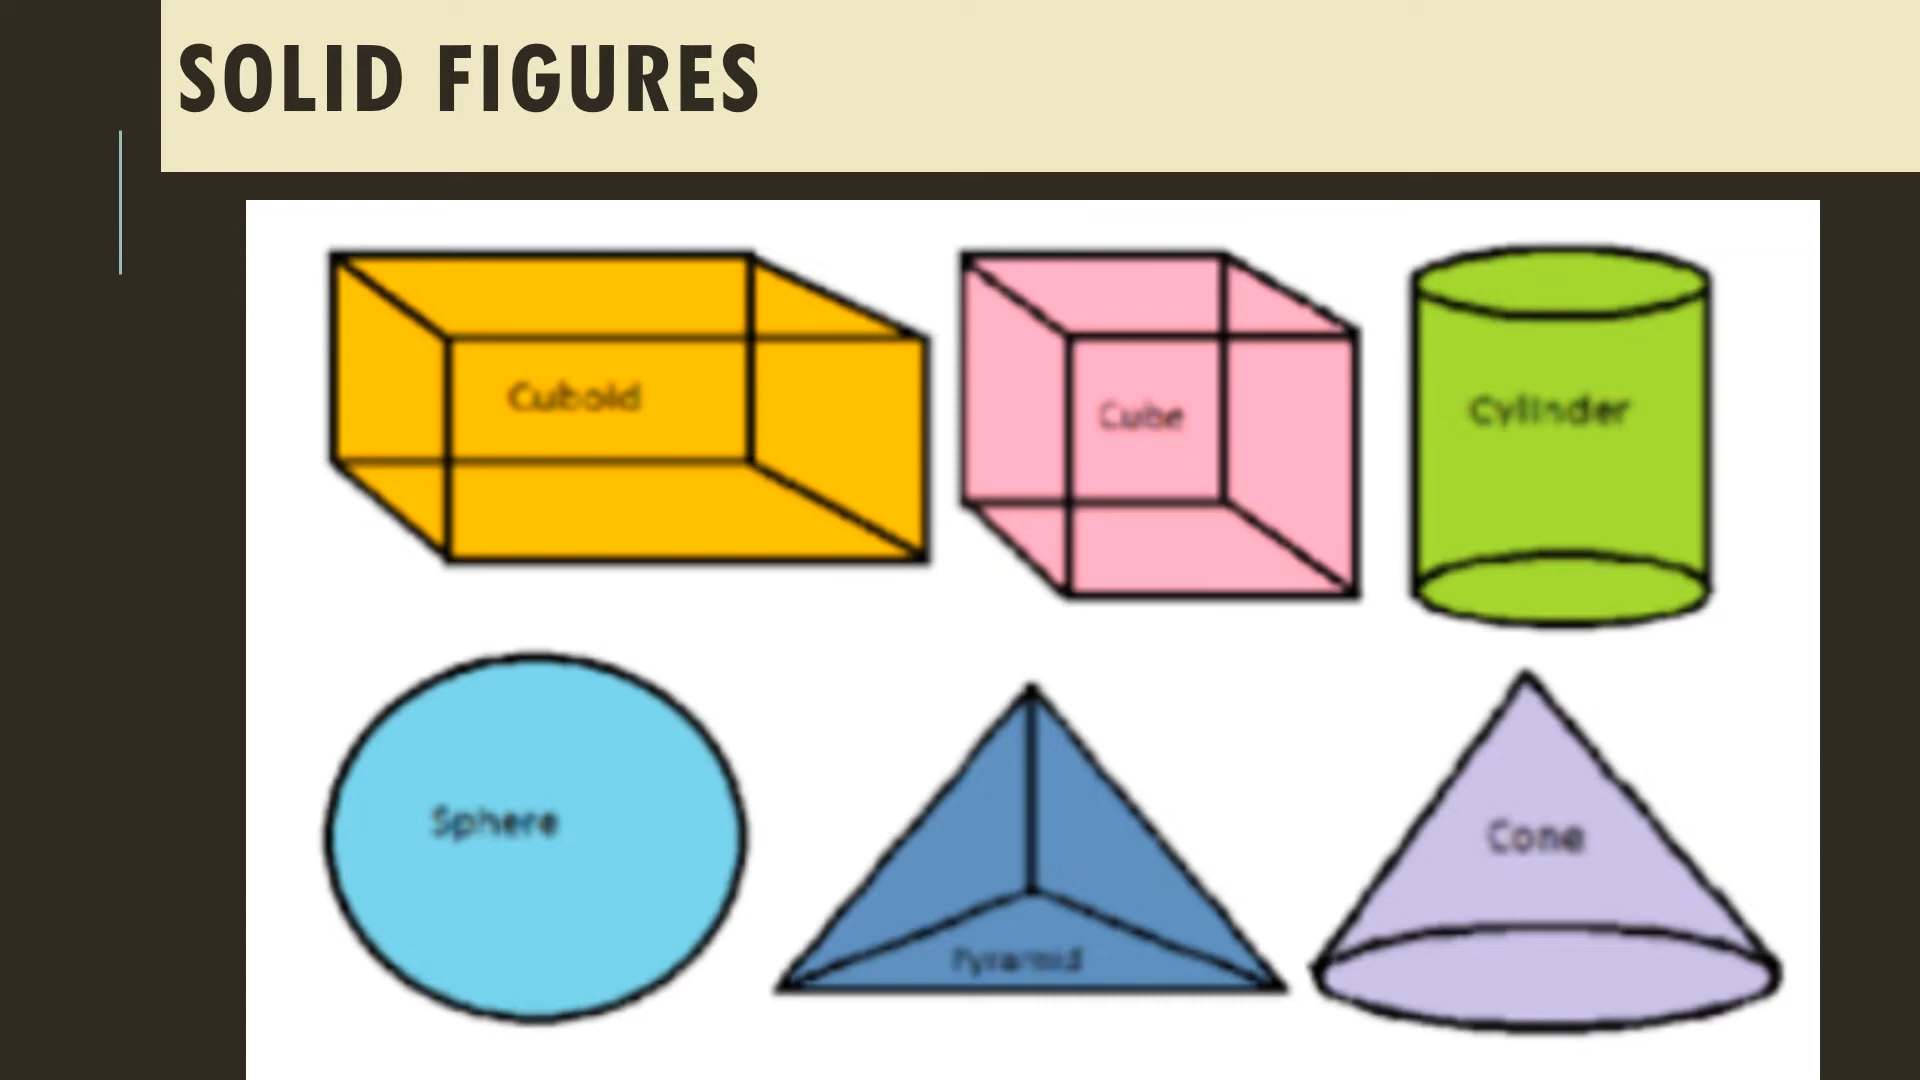 SOLID FIGURES
Cuboid
Cube
Cylinder
Sphere
Pyramid
Cone